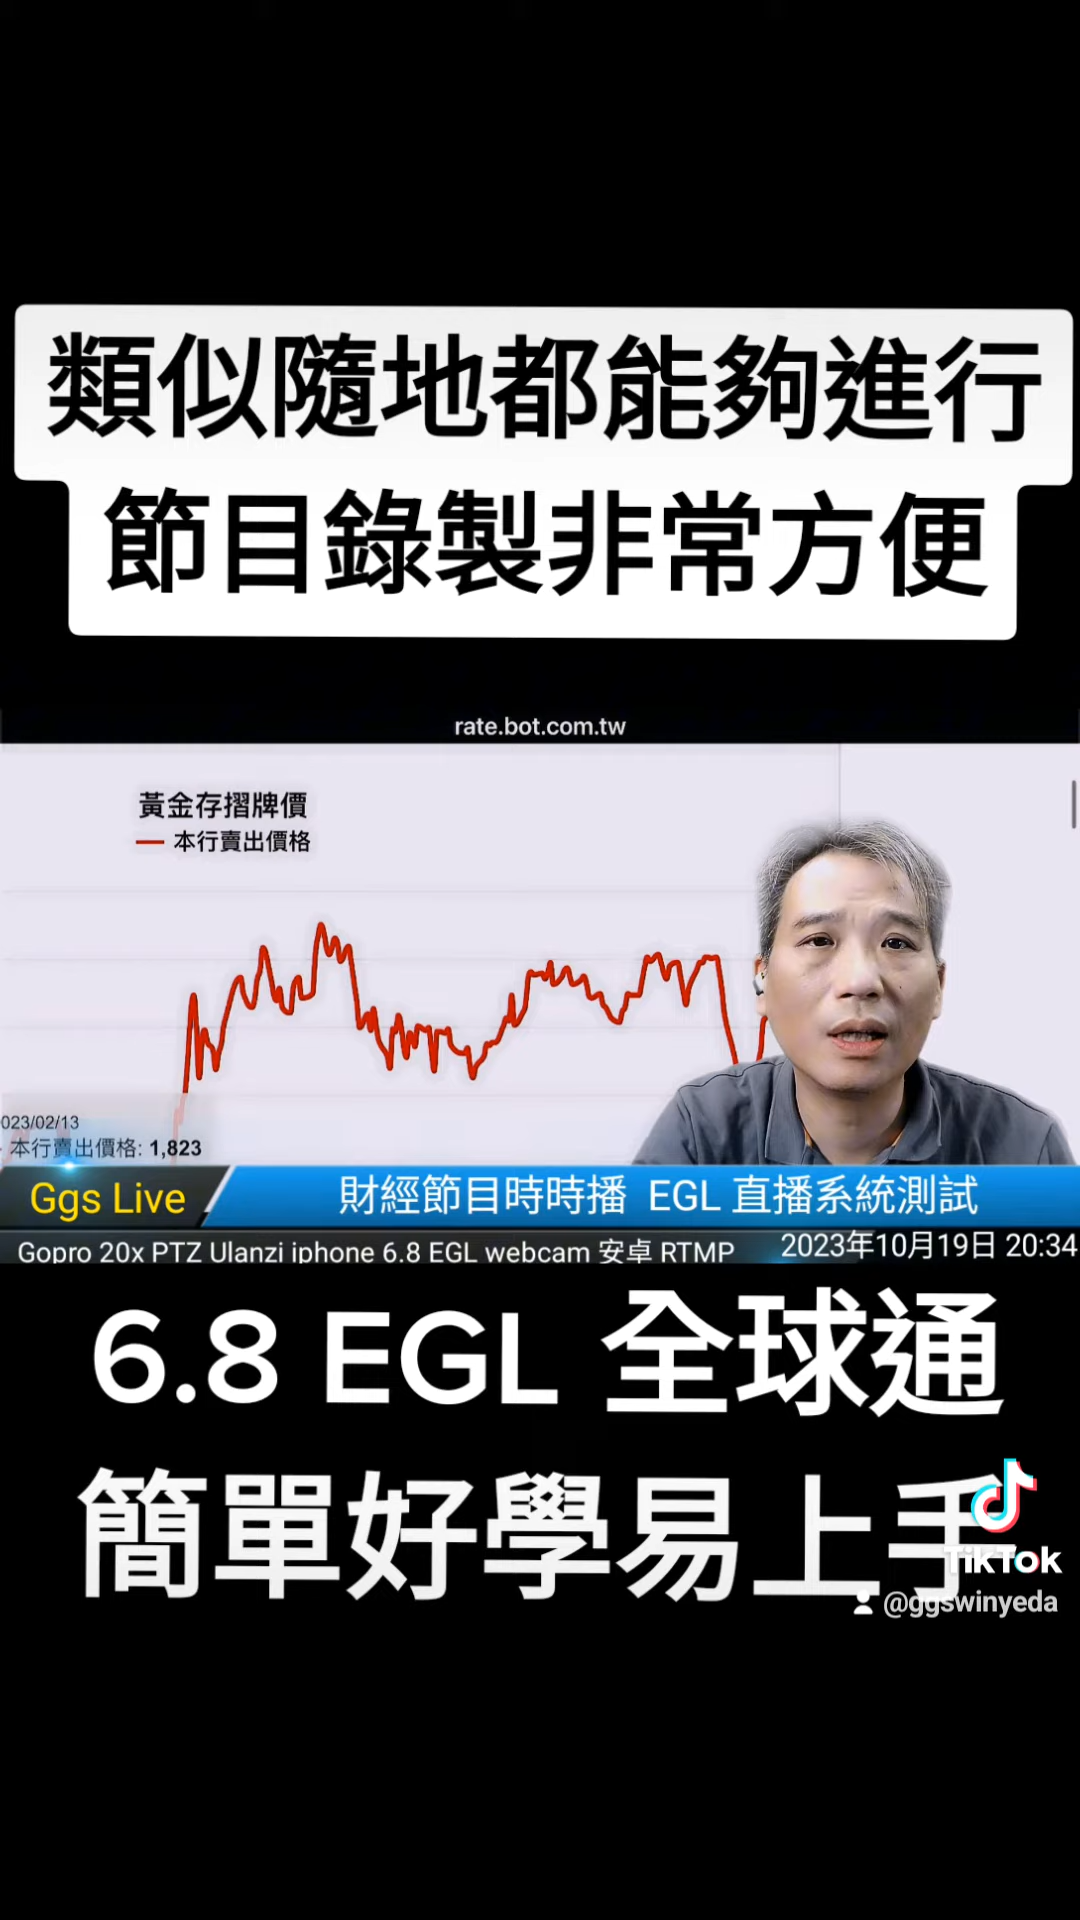 類似隨地都能夠進行
節目錄製非常方便
rate.bot.com.tw
黃金存摺牌價
本行賣出價格
023/02/13
本行賣出價格: 1,823
Ggs Live
財經節目時時播 EGL 直播系統測試
Gopro 20x PTZ Ulanzi iphone 6.8 EGL webcam 安卓 RTMP
2023年10月19日 20:34
6.8 EGL 全球通
簡單好學易上手
TikTok
@ggswinyeda